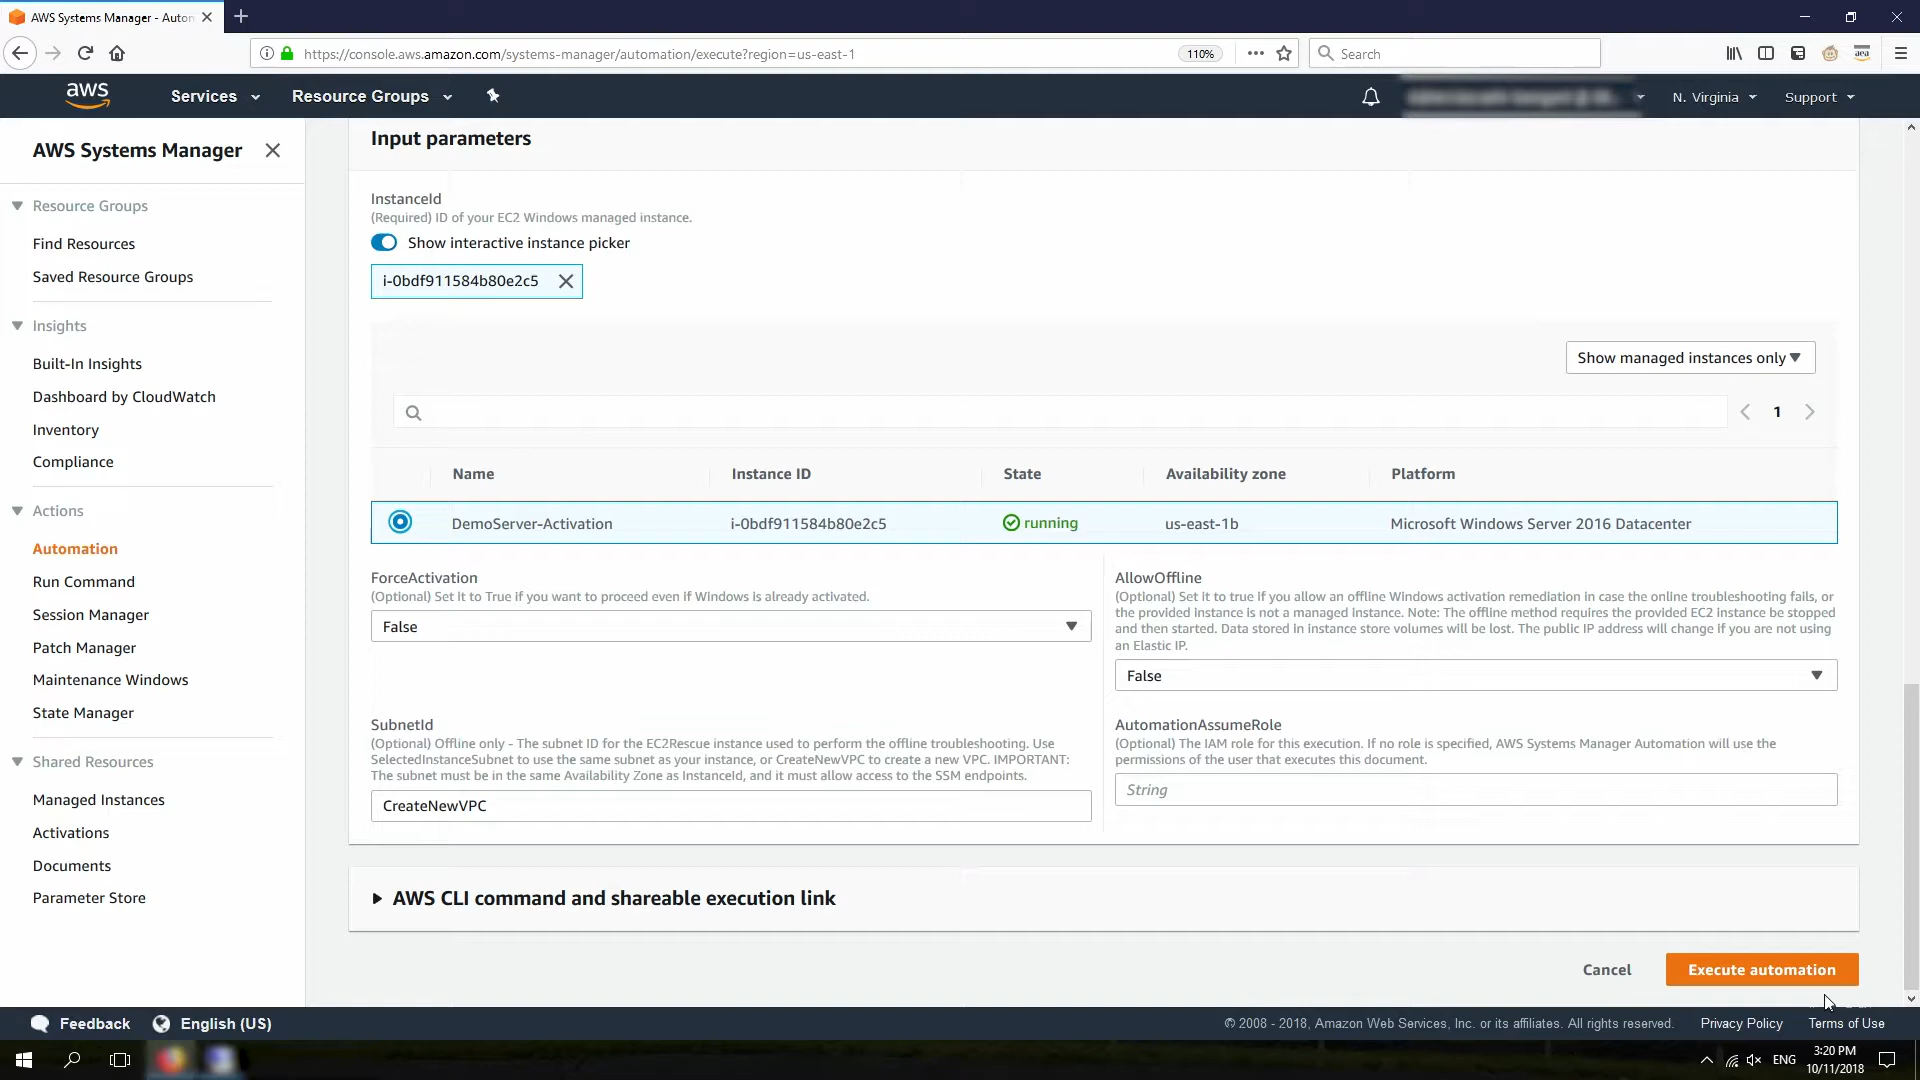 AWS Systems Manager - Auton
https://console.aws.amazon.com/systems-manager/automation/execute?region=us-east-1
110%
Search
aws
Services
Resource Groups
N. Virginia
Support
AWS Systems Manager
Resource Groups
Find Resources
Saved Resource Groups
Insights
Built-In Insights
Dashboard by CloudWatch
Inventory
Compliance
Actions
Automation
Run Command
Session Manager
Patch Manager
Maintenance Windows
State Manager
Shared Resources
Managed Instances
Activations
Documents
Parameter Store
Input parameters
InstanceId
(Required) ID of your EC2 Windows managed instance.
Show interactive instance picker
i-0bdf911584b80e2c5
Show managed instances only
1
Name Instance ID State Availability zone Platform
DemoServer-Activation i-0bdf911584b80e2c5 running us-east-1b Microsoft Windows Server 2016 Datacenter
ForceActivation
(Optional) Set it to True if you want to proceed even if Windows is already activated.
False
AllowOffline
(Optional) Set it to true if you allow an offline Windows activation remediation in case the online troubleshooting fails, or
the provided instance is not a managed instance. Note: The offline method requires the provided EC2 instance be stopped
and then started. Data stored in instance store volumes will be lost. The public IP address will change if you are not using
an Elastic IP.
False
SubnetId
(Optional) Offline only - The subnet ID for the EC2Rescue instance used to perform the offline troubleshooting. Use
SelectedInstanceSubnet to use the same subnet as your instance, or CreateNewVPC to create a new VPC. IMPORTANT:
The subnet must be in the same Availability Zone as InstanceId, and it must allow access to the SSM endpoints.
CreateNewVPC
AutomationAssumeRole
(Optional) The IAM role for this execution. If no role is specified, AWS Systems Manager Automation will use the
permissions of the user that executes this document.
String
AWS CLI command and shareable execution link
Cancel
Execute automation
Feedback
English (US)
© 2008 - 2018, Amazon Web Services, Inc. or its affiliates. All rights reserved.
Privacy Policy
Terms of Use
ENG
3:20 PM
10/11/2018